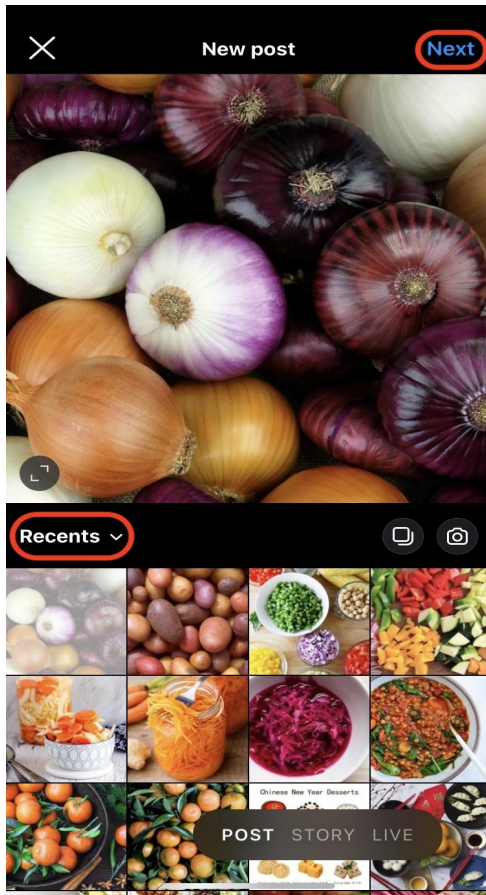 New post
Next
Recents
Chinese New Year Desserts
POST STORY LIVE